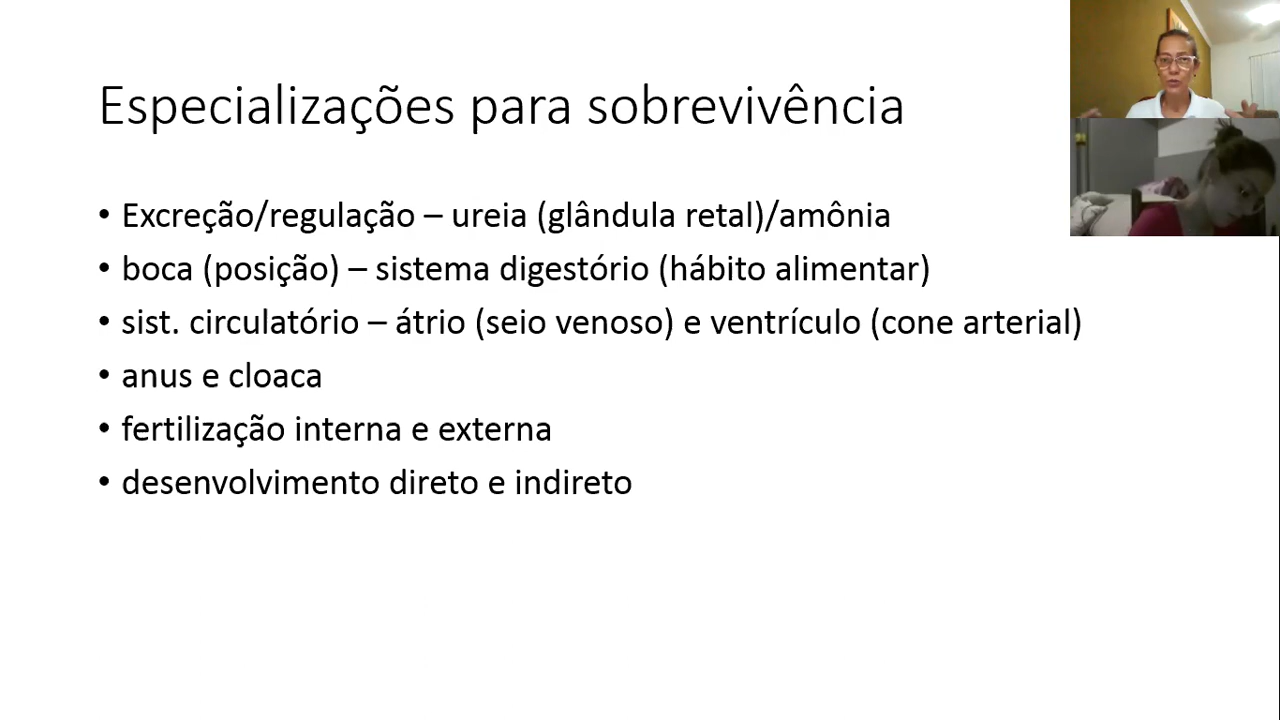 Especializações para sobrevivência
• Excreção/regulação – ureia (glândula retal)/amônia
• boca (posição) – sistema digestório (hábito alimentar)
• sist. circulatório – átrio (seio venoso) e ventrículo (cone arterial)
• anus e cloaca
• fertilização interna e externa
• desenvolvimento direto e indireto